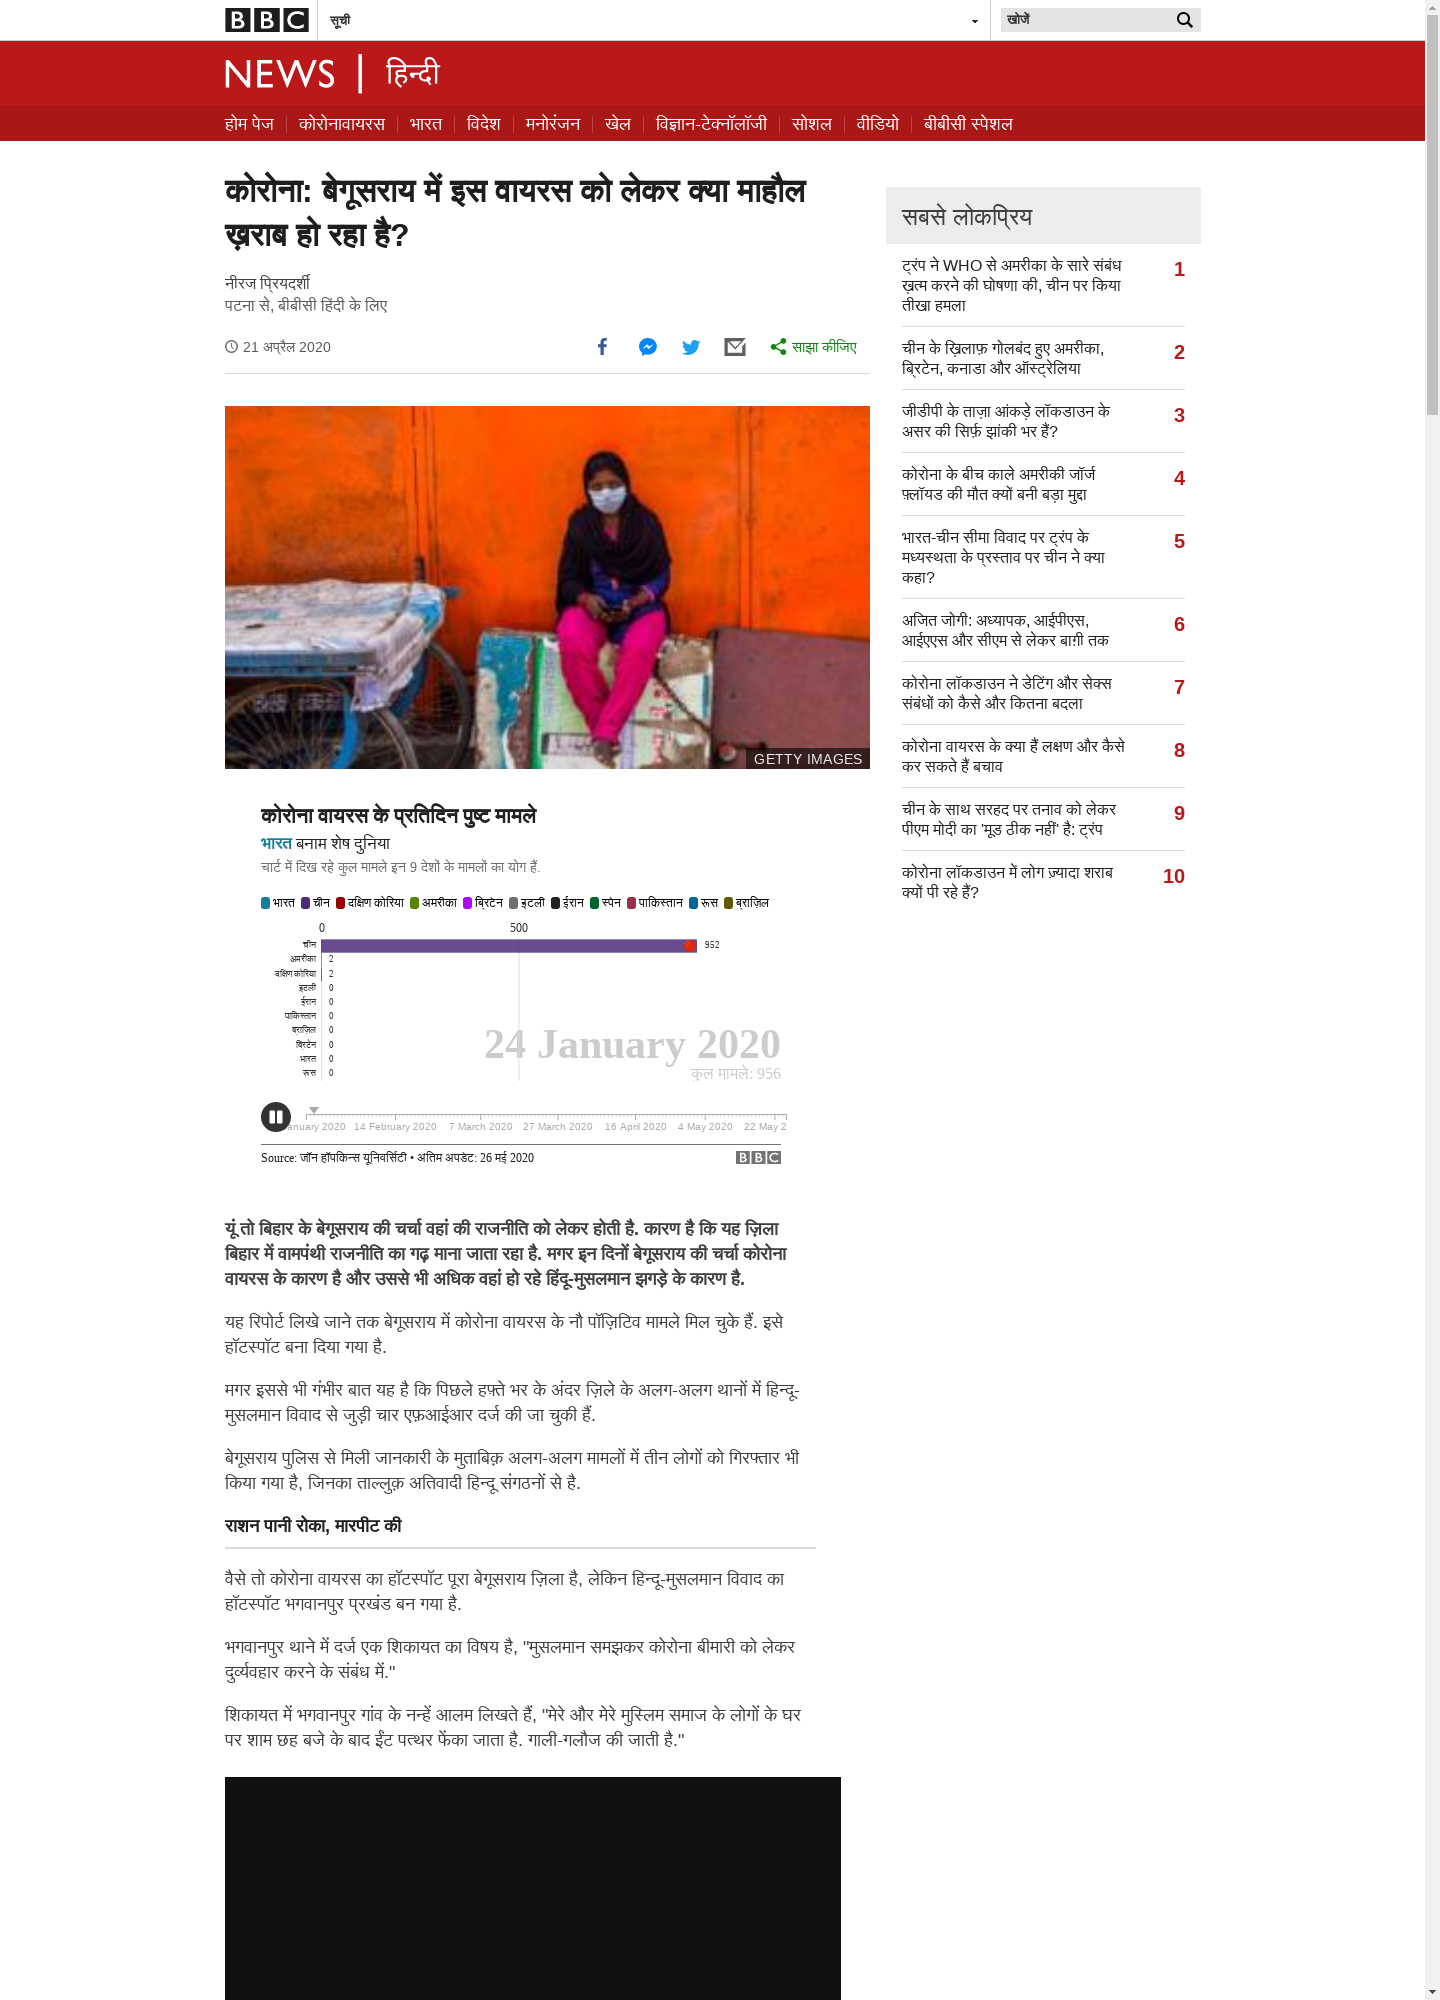 BBC
सूची
खोजें
NEWS | हिन्दी
होम पेज
कोरोनावायरस
भारत
विदेश
मनोरंजन
खेल
विज्ञान-टेक्नॉलॉजी
सोशल
वीडियो
बीबीसी स्पेशल
कोरोना: बेगूसराय में इस वायरस को लेकर क्या माहौल
ख़राब हो रहा है?
नीरज प्रियदर्शी
पटना से, बीबीसी हिंदी के लिए
21 अप्रैल 2020
साझा कीजिए
GETTY IMAGES
कोरोना वायरस के प्रतिदिन पुष्ट मामले
भारत बनाम शेष दुनिया
चार्ट में दिख रहे कुल मामले इन 9 देशों के मामलों का योग हैं.
भारत चीन दक्षिण कोरिया अमरीका ब्रिटेन इटली ईरान स्पेन पाकिस्तान रूस ब्राज़िल
0 500
चीन 952
अमरीका 2
दक्षिण कोरिया 2
इटली 0
ईरान 0
पाकिस्तान 0
ब्राज़िल 0
ब्रिटेन 0
भारत 0
रूस 0
24 January 2020
कुल मामले: 956
anuary 2020 14 February 2020 7 March 2020 27 March 2020 16 April 2020 4 May 2020 22 May 2
Source: जॉन हॉपकिन्स यूनिवर्सिटी • अंतिम अपडेट: 26 मई 2020
BBC
यूं तो बिहार के बेगूसराय की चर्चा वहां की राजनीति को लेकर होती है. कारण है कि यह ज़िला
बिहार में वामपंथी राजनीति का गढ़ माना जाता रहा है. मगर इन दिनों बेगूसराय की चर्चा कोरोना
वायरस के कारण है और उससे भी अधिक वहां हो रहे हिंदू-मुसलमान झगड़े के कारण है.
यह रिपोर्ट लिखे जाने तक बेगूसराय में कोरोना वायरस के नौ पॉज़िटिव मामले मिल चुके हैं. इसे
हॉटस्पॉट बना दिया गया है.
मगर इससे भी गंभीर बात यह है कि पिछले हफ़्ते भर के अंदर ज़िले के अलग-अलग थानों में हिन्दू-
मुसलमान विवाद से जुड़ी चार एफ़आईआर दर्ज की जा चुकी हैं.
बेगूसराय पुलिस से मिली जानकारी के मुताबिक़ अलग-अलग मामलों में तीन लोगों को गिरफ्तार भी
किया गया है, जिनका ताल्लुक़ अतिवादी हिन्दू संगठनों से है.
राशन पानी रोका, मारपीट की
वैसे तो कोरोना वायरस का हॉटस्पॉट पूरा बेगूसराय ज़िला है, लेकिन हिन्दू-मुसलमान विवाद का
हॉटस्पॉट भगवानपुर प्रखंड बन गया है.
भगवानपुर थाने में दर्ज एक शिकायत का विषय है, "मुसलमान समझकर कोरोना बीमारी को लेकर
दुर्व्यवहार करने के संबंध में."
शिकायत में भगवानपुर गांव के नन्हें आलम लिखते हैं, "मेरे और मेरे मुस्लिम समाज के लोगों के घर
पर शाम छह बजे के बाद ईंट पत्थर फेंका जाता है. गाली-गलौज की जाती है."
सबसे लोकप्रिय
ट्रंप ने WHO से अमरीका के सारे संबंध 1
ख़त्म करने की घोषणा की, चीन पर किया
तीखा हमला
चीन के ख़िलाफ़ गोलबंद हुए अमरीका, 2
ब्रिटेन, कनाडा और ऑस्ट्रेलिया
जीडीपी के ताज़ा आंकड़े लॉकडाउन के 3
असर की सिर्फ़ झांकी भर हैं?
कोरोना के बीच काले अमरीकी जॉर्ज 4
फ़्लॉयड की मौत क्यों बनी बड़ा मुद्दा
भारत-चीन सीमा विवाद पर ट्रंप के 5
मध्यस्थता के प्रस्ताव पर चीन ने क्या
कहा?
अजित जोगी: अध्यापक, आईपीएस, 6
आईएएस और सीएम से लेकर बाग़ी तक
कोरोना लॉकडाउन ने डेटिंग और सेक्स 7
संबंधों को कैसे और कितना बदला
कोरोना वायरस के क्या हैं लक्षण और कैसे 8
कर सकते हैं बचाव
चीन के साथ सरहद पर तनाव को लेकर 9
पीएम मोदी का 'मूड ठीक नहीं' है: ट्रंप
कोरोना लॉकडाउन में लोग ज़्यादा शराब 10
क्यों पी रहे हैं?